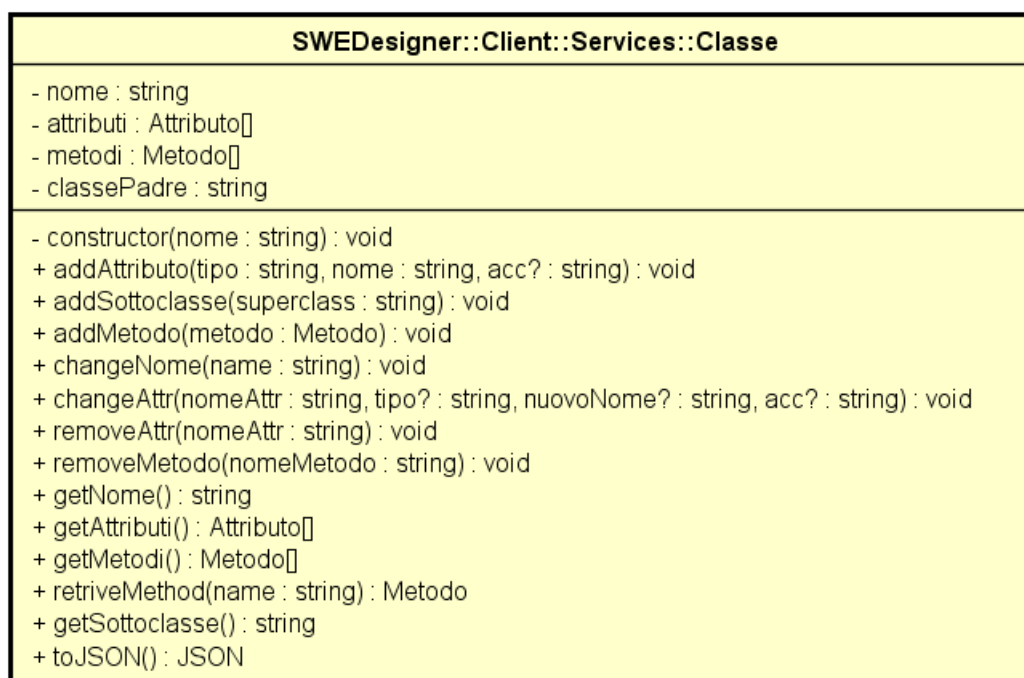 SWEDesigner::Client::Services::Classe
- nome : string
- attributi : Attributo[]
- metodi : Metodo[]
- classePadre : string
- constructor(nome : string) : void
+ addAttributo(tipo : string, nome : string, acc? : string) : void
+ addSottoclasse(superclass : string) : void
+ addMetodo(metodo : Metodo) : void
+ changeNome(name : string) : void
+ changeAttr(nomeAttr : string, tipo? : string, nuovoNome? : string, acc? : string) : void
+ removeAttr(nomeAttr : string) : void
+ removeMetodo(nomeMetodo : string) : void
+ getNome() : string
+ getAttributi() : Attributo[]
+ getMetodi() : Metodo[]
+ retriveMethod(name : string) : Metodo
+ getSottoclasse() : string
+ toJSON() : JSON